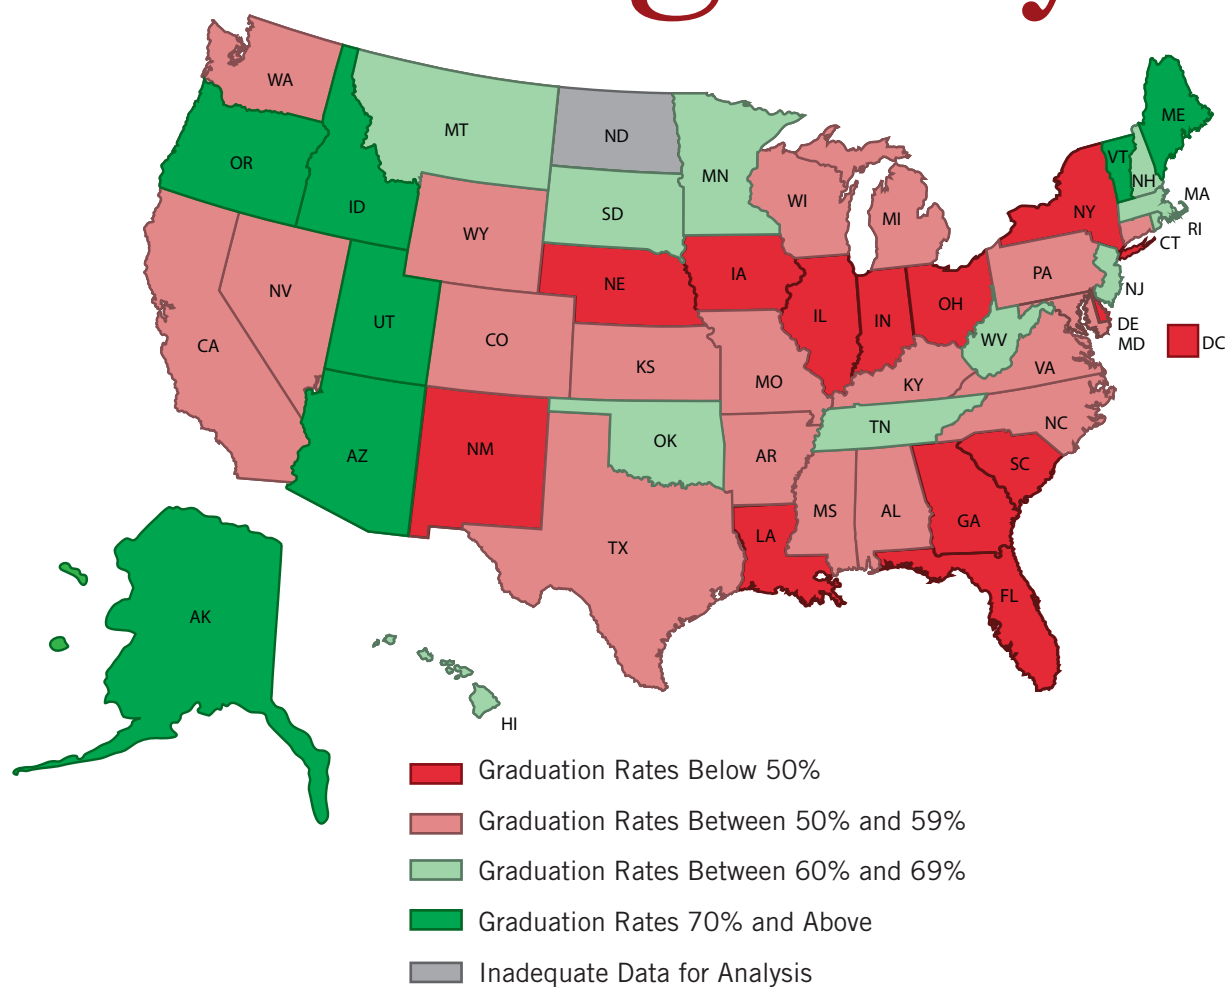 WA
MT
ND
MN
OR
ID
SD
WI
MI
ME
VT
NH
MA
RI
CT
NY
WY
NE
IA
PA
NJ
NV
UT
CO
IL
IN
OH
DE
MD
DC
CA
KS
MO
WV
VA
KY
NC
TN
AZ
NM
OK
AR
SC
MS
AL
GA
LA
TX
FL
AK
HI
Graduation Rates Below 50%
Graduation Rates Between 50% and 59%
Graduation Rates Between 60% and 69%
Graduation Rates 70% and Above
Inadequate Data for Analysis